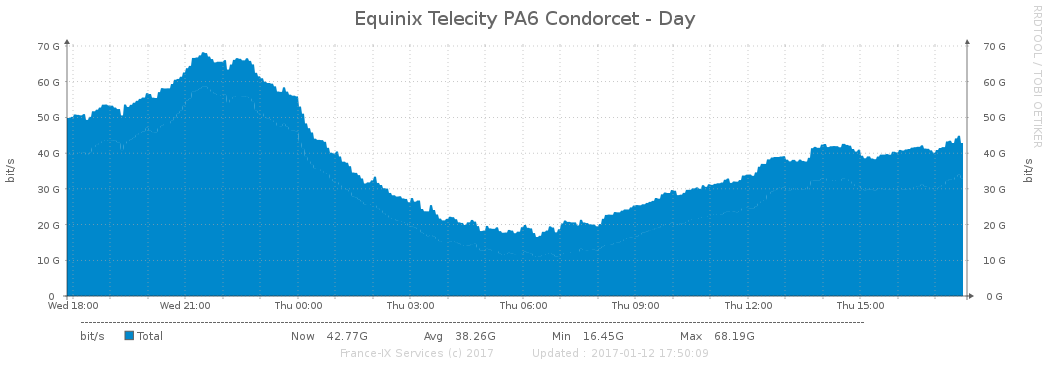 Equinix Telecity PA6 Condorcet - Day
RRDTOOL / TOBI OETIKER
bit/s
bit/s
70 G 70 G
60 G 60 G
50 G 50 G
40 G 40 G
30 G 30 G
20 G 20 G
10 G 10 G
0 0 G
Wed 18:00 Wed 21:00 Thu 00:00 Thu 03:00 Thu 06:00 Thu 09:00 Thu 12:00 Thu 15:00
bit/s Total Now 42.77G Avg 38.26G Min 16.45G Max 68.19G
France-IX Services (c) 2017 Updated : 2017-01-12 17:50:09